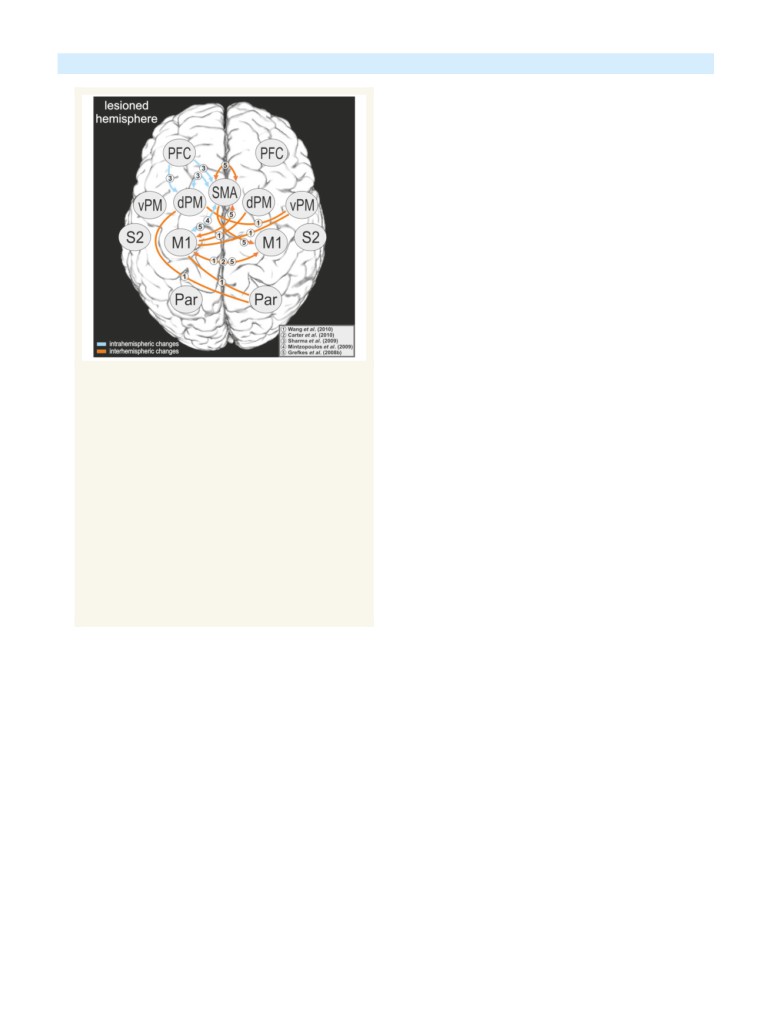 lesioned
hemisphere
PFC PFC
5
3
3 3
SMA
vPM dPM dPM vPM
5
4 1
5
S2 M1 1 1 M1 S2
5
1 2 5
1 1
Par Par
intrahemispheric changes
interhemispheric changes
1 Wang et al. (2010)
2 Carter et al. (2010)
3 Sharma et al. (2009)
4 Mintzopoulos et al. (2009)
5 Grefkes et al. (2008b)